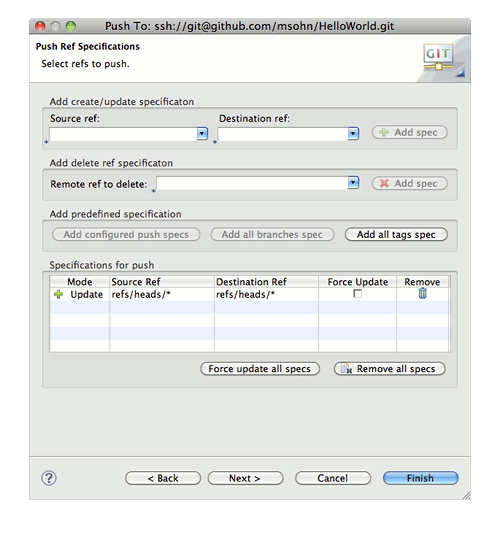 Push To: ssh://git@github.com/msohn/HelloWorld.git
Push Ref Specifications
Select refs to push.
GIT
Add create/update specificaton
Source ref: Destination ref:
* * Add spec
Add delete ref specificaton
Remote ref to delete: * Add spec
Add predefined specification
Add configured push specs Add all branches spec Add all tags spec
Specifications for push
Mode Source Ref Destination Ref Force Update Remove
Update refs/heads/* refs/heads/*
Force update all specs Remove all specs
? < Back Next > Cancel Finish